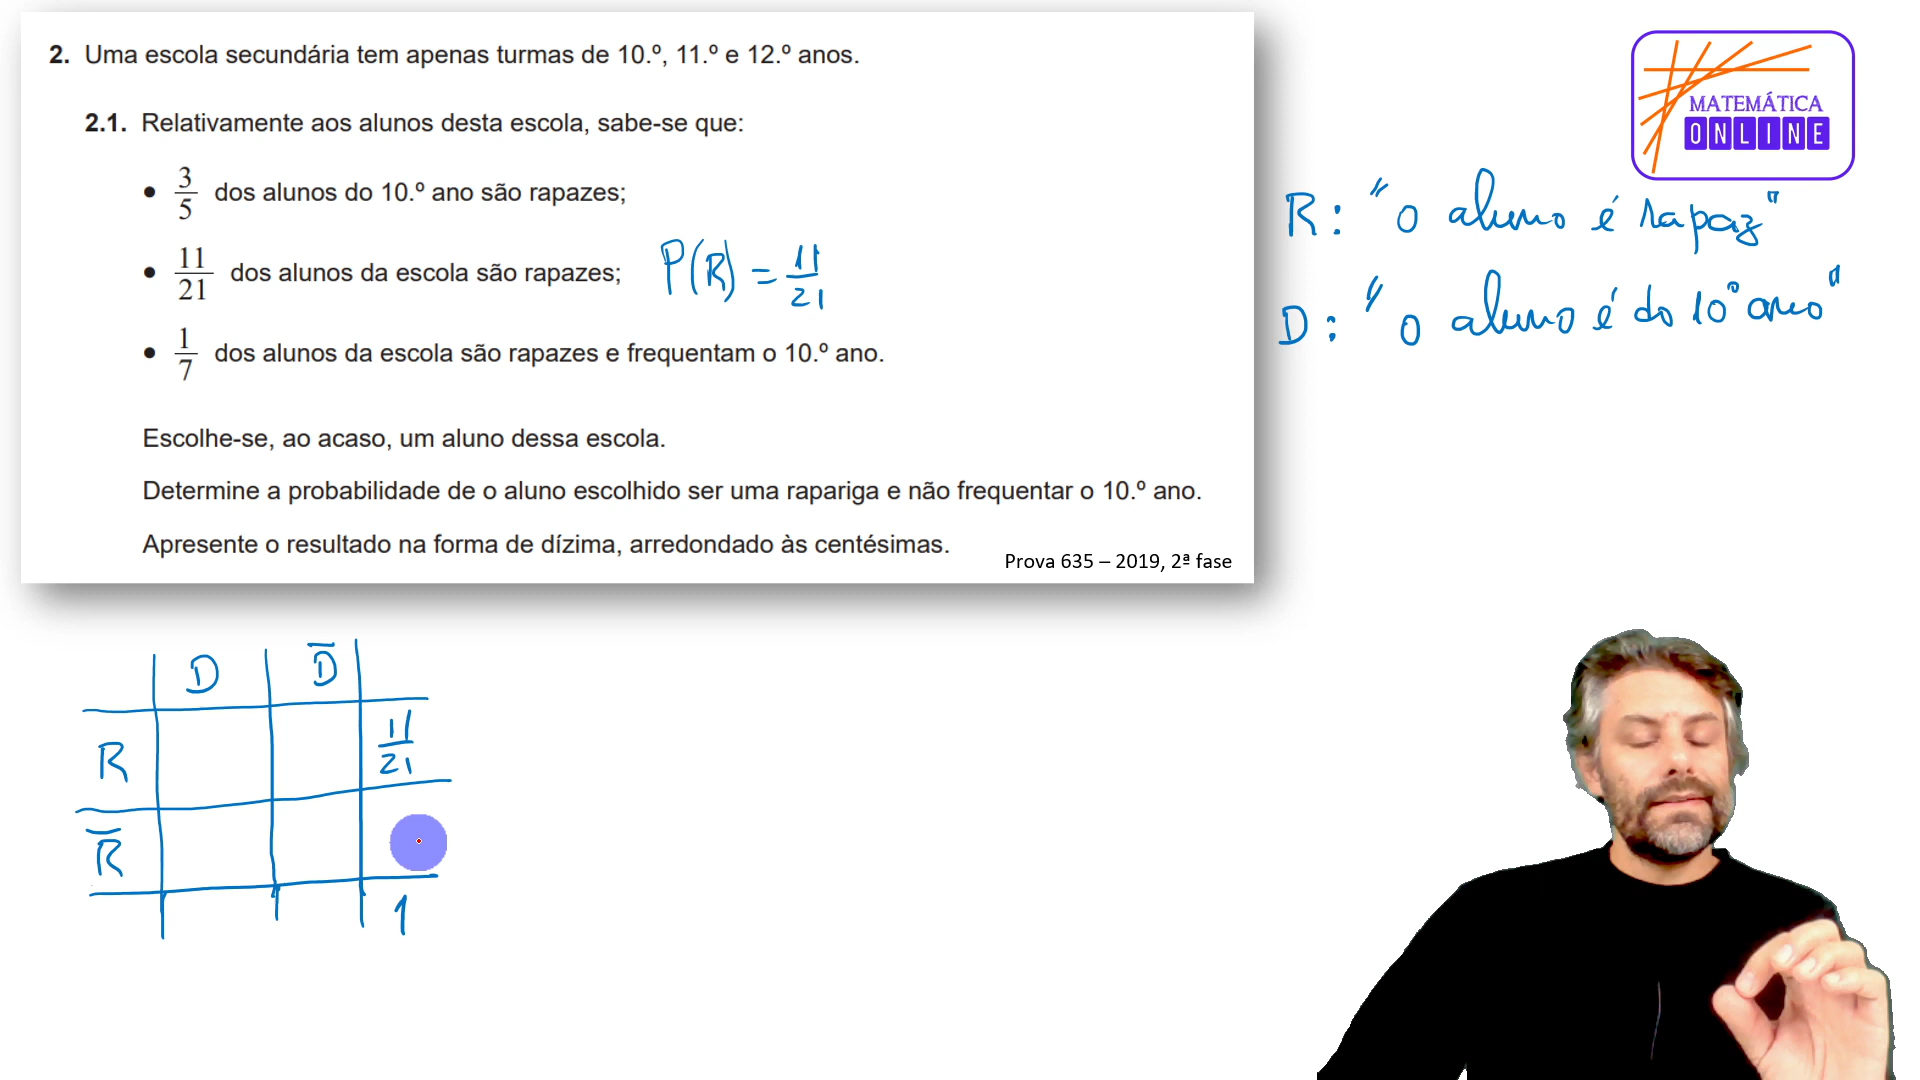 2. Uma escola secundária tem apenas turmas de 10.º, 11.º e 12.º anos.
2.1. Relativamente aos alunos desta escola, sabe-se que:
• 3/5 dos alunos do 10.º ano são rapazes;
• 11/21 dos alunos da escola são rapazes; P(R) = 11/21
• 1/7 dos alunos da escola são rapazes e frequentam o 10.º ano.
Escolhe-se, ao acaso, um aluno dessa escola.
Determine a probabilidade de o aluno escolhido ser uma rapariga e não frequentar o 10.º ano.
Apresente o resultado na forma de dízima, arredondado às centésimas.
Prova 635 – 2019, 2ª fase
MATEMÁTICA
ONLINE
R: "o aluno é rapaz"
D: "o aluno é do 10º ano"
D D̅
R 11/21
R̅
1